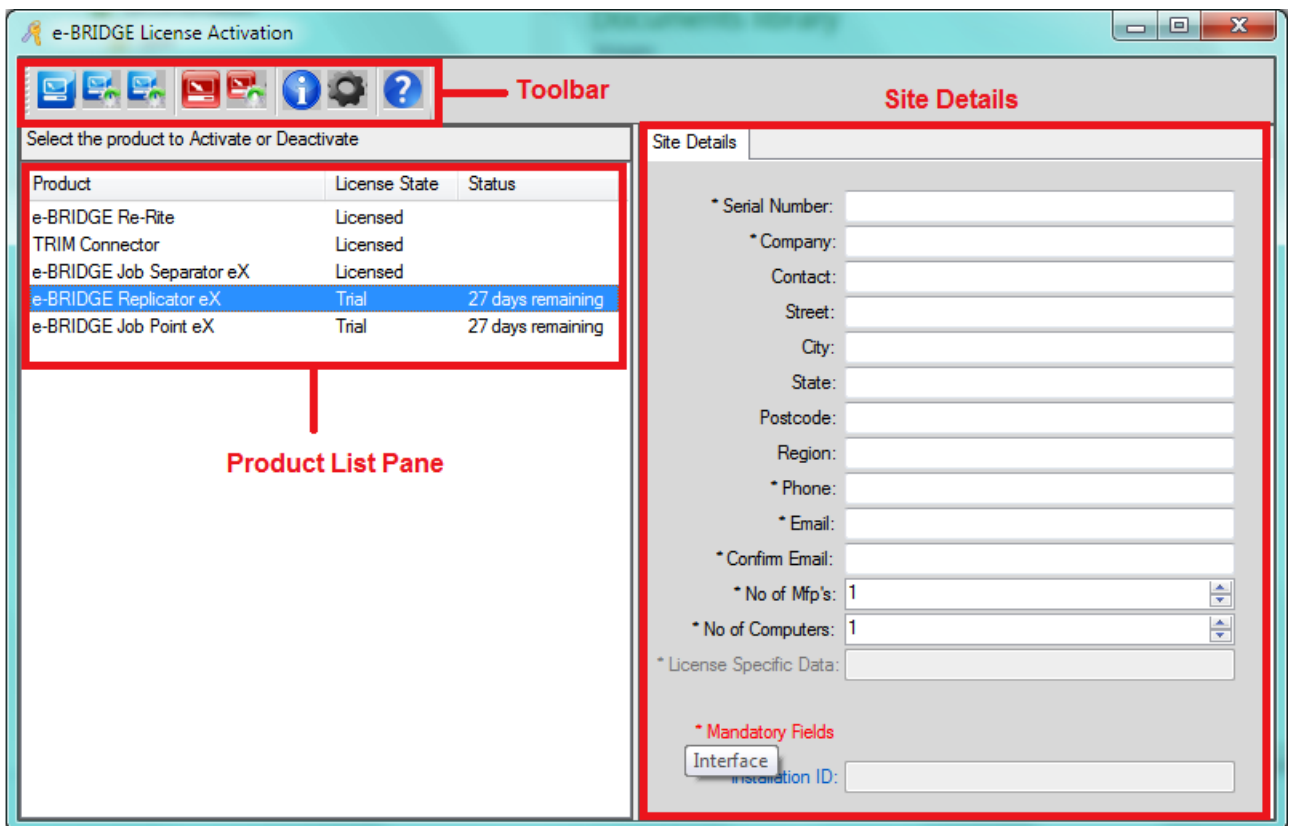 e-BRIDGE License Activation
Documents library
Toolbar
Site Details
Select the product to Activate or Deactivate
Product License State Status
e-BRIDGE Re-Rite Licensed
TRIM Connector Licensed
e-BRIDGE Job Separator eX Licensed
e-BRIDGE Replicator eX Trial 27 days remaining
e-BRIDGE Job Point eX Trial 27 days remaining
Product List Pane
Site Details
* Serial Number:
* Company:
Contact:
Street:
City:
State:
Postcode:
Region:
* Phone:
* Email:
* Confirm Email:
* No of Mfp's: 1
* No of Computers: 1
* License Specific Data:
* Mandatory Fields
Interface
Installation ID: